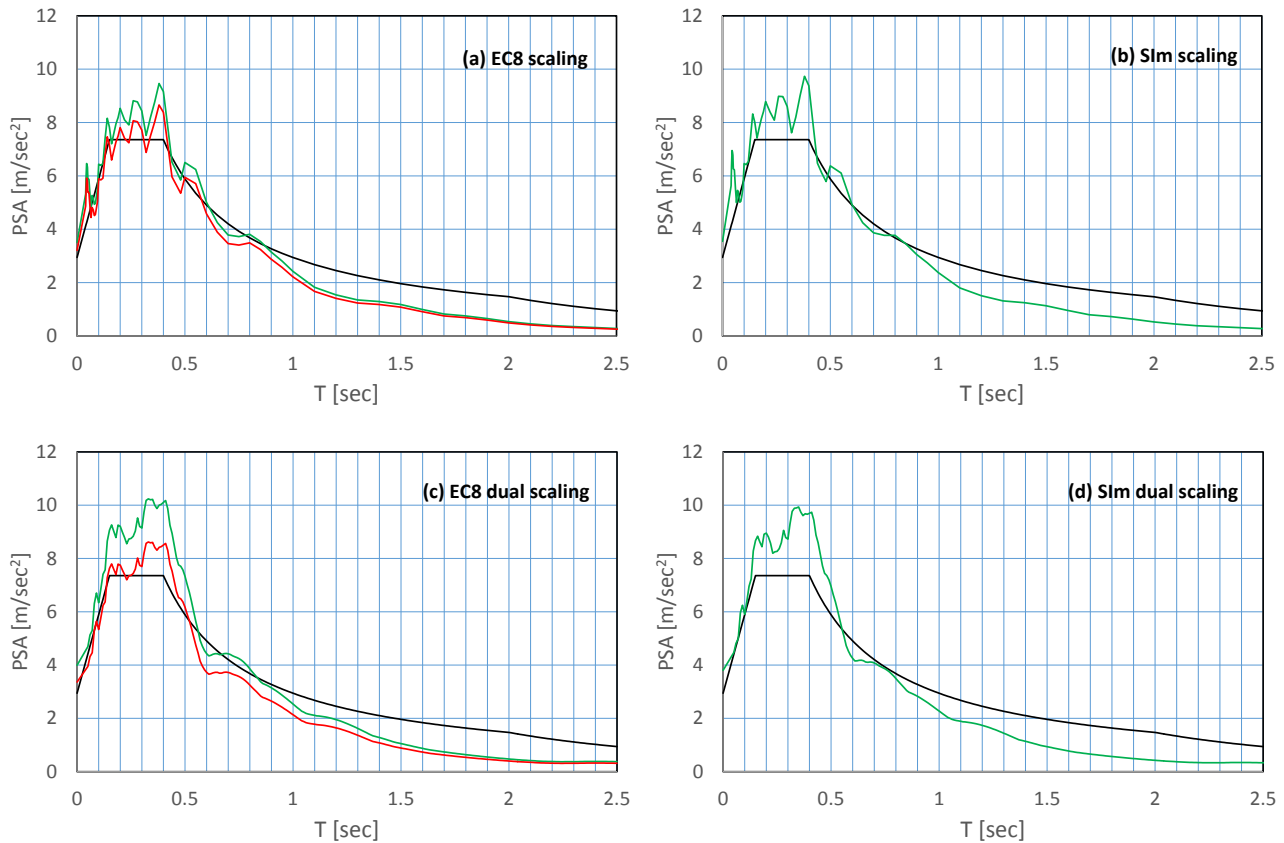 12
10
8
6
4
2
0
PSA [m/sec²]
(a) EC8 scaling
0 0.5 1 1.5 2 2.5
T [sec]
12
10
8
6
4
2
0
PSA [m/sec²]
(b) SIm scaling
0 0.5 1 1.5 2 2.5
T [sec]
12
10
8
6
4
2
0
PSA [m/sec²]
(c) EC8 dual scaling
0 0.5 1 1.5 2 2.5
T [sec]
12
10
8
6
4
2
0
PSA [m/sec²]
(d) SIm dual scaling
0 0.5 1 1.5 2 2.5
T [sec]